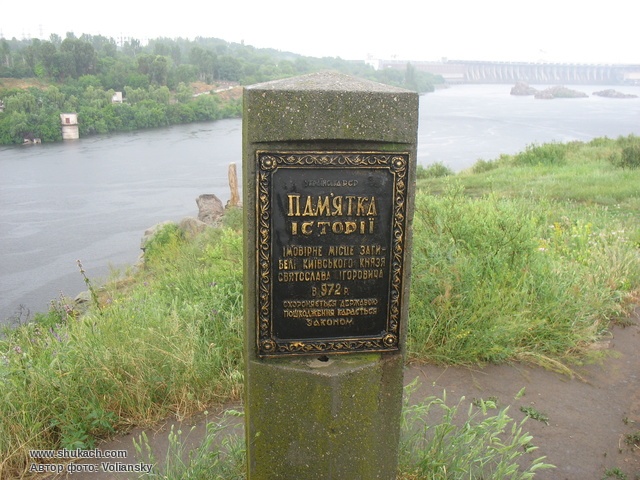 ПАМ'ЯТКА
ІСТОРІЇ
ІМОВІРНЕ МІСЦЕ ЗАГИ-
БЕЛІ КИЇВСЬКОГО КНЯЗЯ
СВЯТОСЛАВА ІГОРОВИЧА
В 972 р.
ОХОРОНЯЄТЬСЯ ДЕРЖАВОЮ
ПОШКОДЖЕННЯ КАРАЄТЬСЯ
ЗАКОНОМ
www.shukach.com
Автор фото: Voliansky